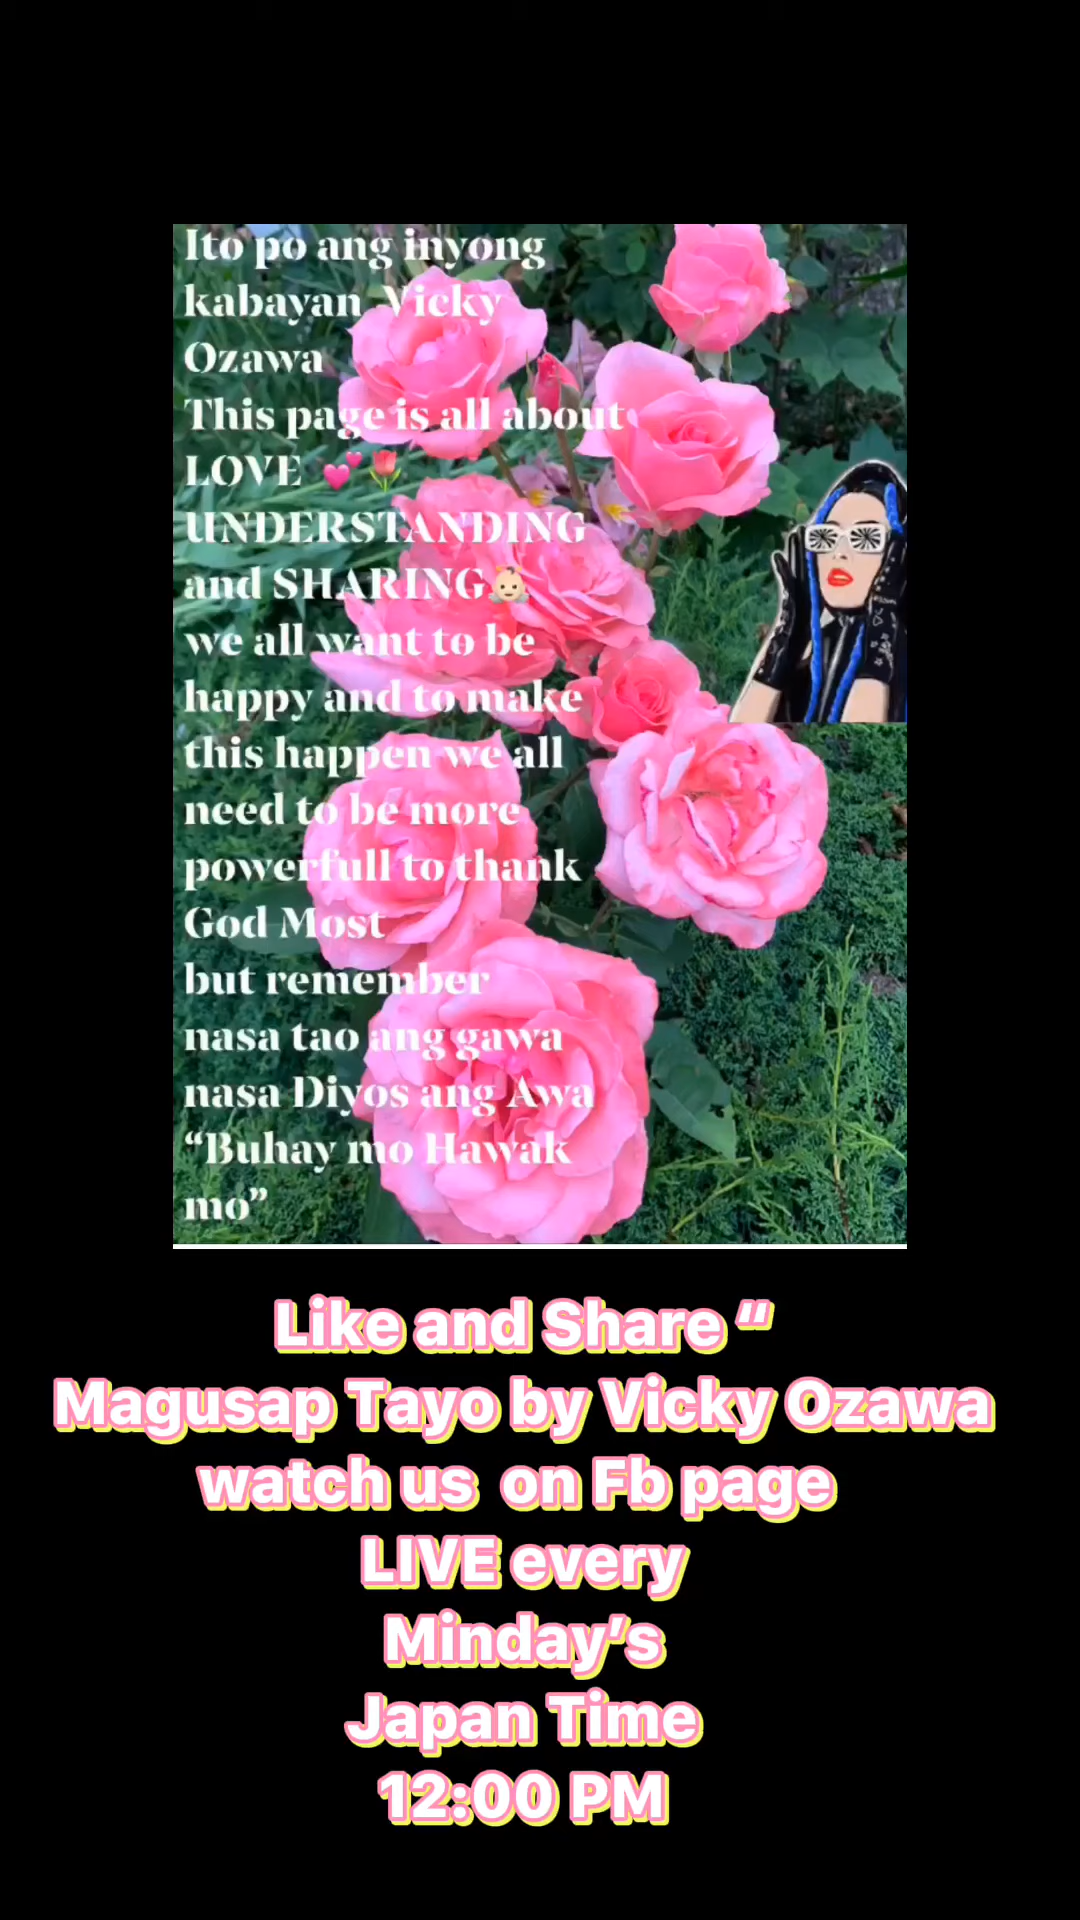 Ito po ang inyong
kabayan Vicky
Ozawa
This page is all about
LOVE 💕🌷
UNDERSTANDING
and SHARING👶🏻
we all want to be
happy and to make
this happen we all
need to be more
powerfull to thank
God Most
but remember
nasa tao ang gawa
nasa Diyos ang Awa
“Buhay mo Hawak
mo”
Like and Share “
Magusap Tayo by Vicky Ozawa
watch us on Fb page
LIVE every
Minday’s
Japan Time
12:00 PM